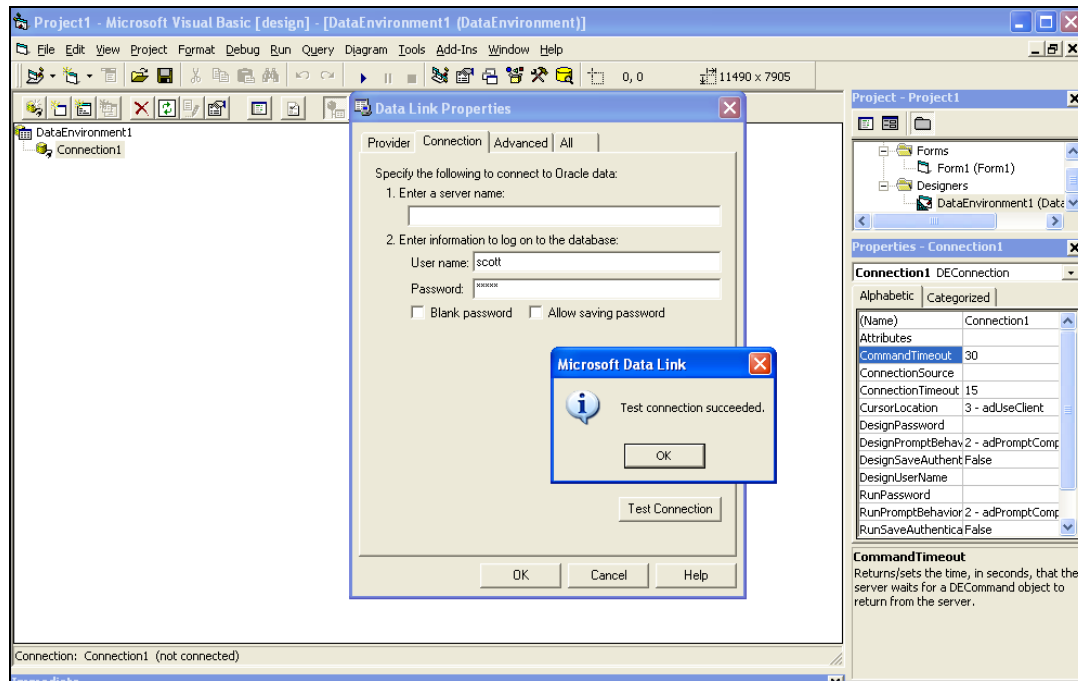 Project1 - Microsoft Visual Basic [design] - [DataEnvironment1 (DataEnvironment)]
File Edit View Project Format Debug Run Query Diagram Tools Add-Ins Window Help
0, 0 11490 x 7905
DataEnvironment1
Connection1
Data Link Properties
Provider Connection Advanced All
Specify the following to connect to Oracle data:
1. Enter a server name:
2. Enter information to log on to the database:
User name: scott
Password: *****
Blank password Allow saving password
Microsoft Data Link
Test connection succeeded.
OK
Test Connection
OK Cancel Help
Project - Project1
Forms
Form1 (Form1)
Designers
DataEnvironment1 (Data
Properties - Connection1
Connection1 DEConnection
Alphabetic Categorized
(Name) Connection1
Attributes
CommandTimeout 30
ConnectionSource
ConnectionTimeout 15
CursorLocation 3 - adUseClient
DesignPassword
DesignPromptBehav 2 - adPromptComp
DesignSaveAuthent False
DesignUserName
RunPassword
RunPromptBehavior 2 - adPromptComp
RunSaveAuthentica False
CommandTimeout
Returns/sets the time, in seconds, that the
server waits for a DECommand object to
return from the server.
Connection: Connection1 (not connected)
Immediate